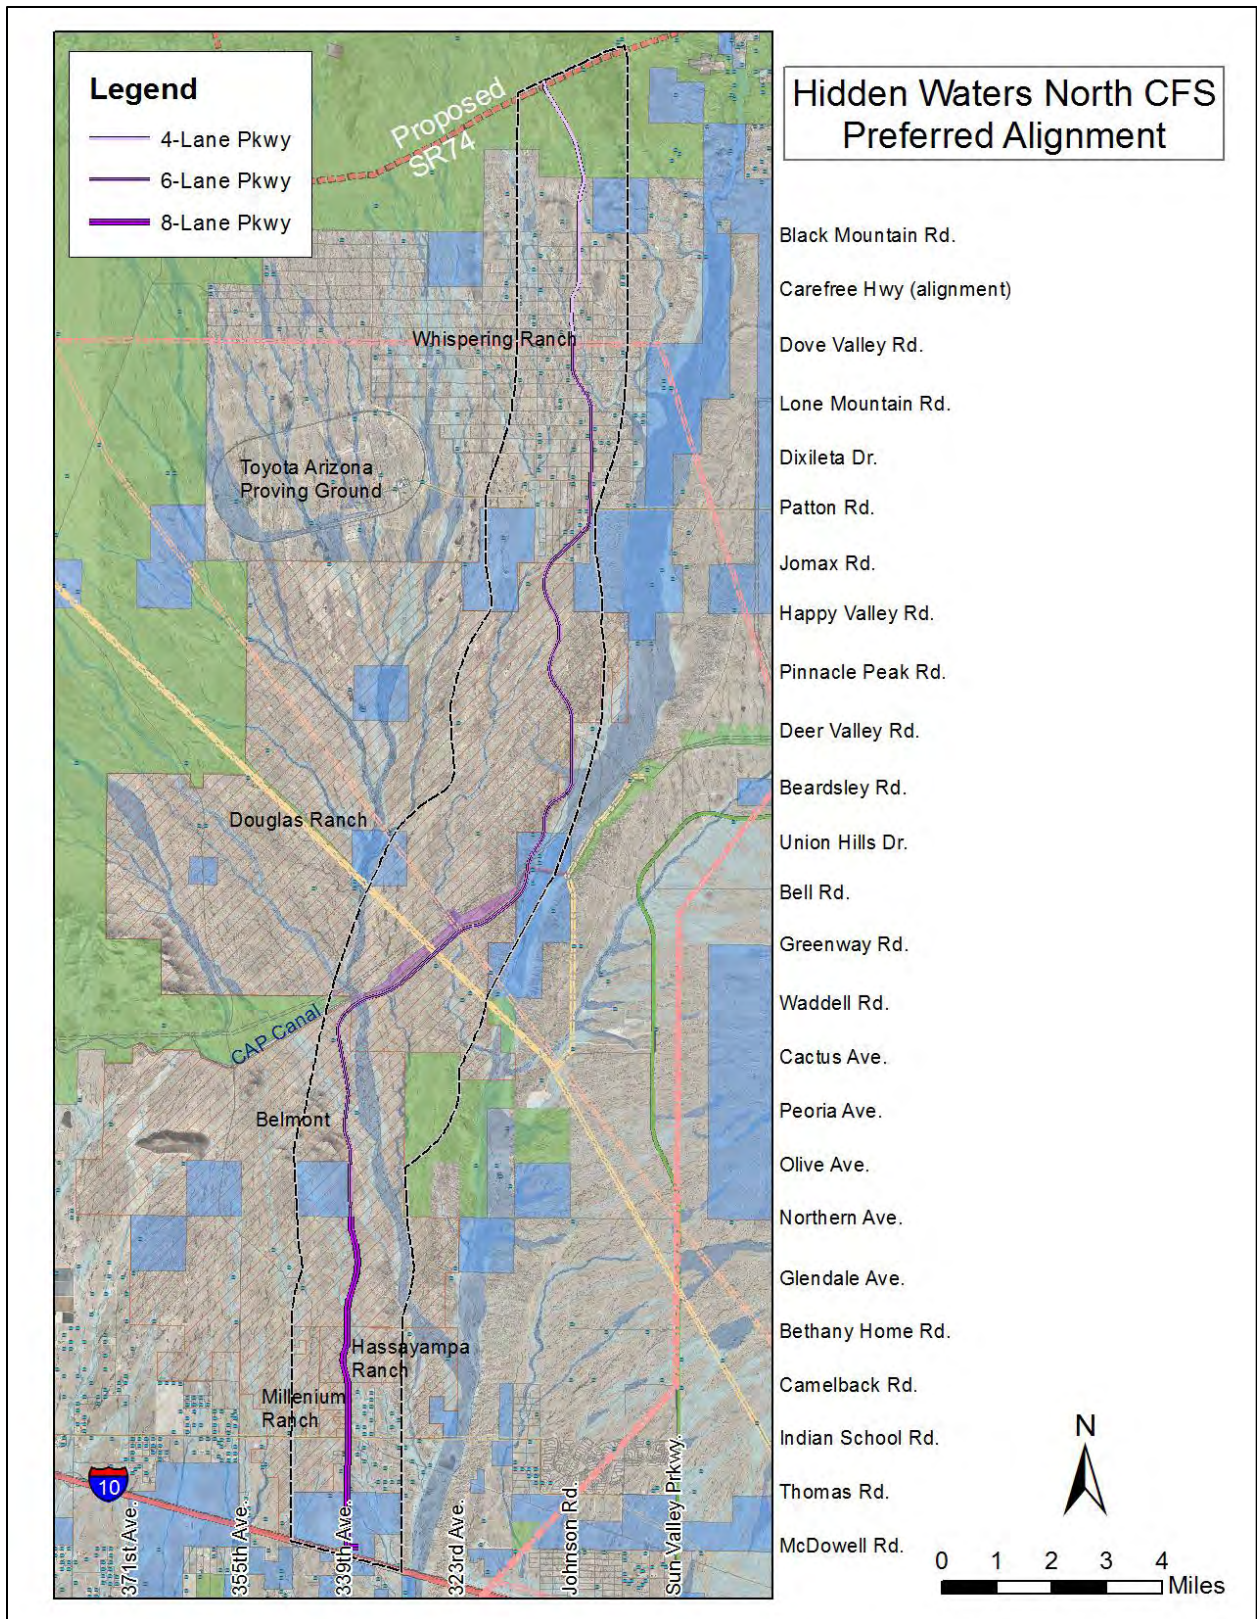 Hidden Waters North CFS
Preferred Alignment
Legend
4-Lane Pkwy
6-Lane Pkwy
8-Lane Pkwy
Proposed
SR74
Black Mountain Rd.
Carefree Hwy (alignment)
Whispering Ranch
Dove Valley Rd.
Lone Mountain Rd.
Toyota Arizona
Proving Ground
Dixileta Dr.
Patton Rd.
Jomax Rd.
Happy Valley Rd.
Pinnacle Peak Rd.
Deer Valley Rd.
Beardsley Rd.
Douglas Ranch
Union Hills Dr.
Bell Rd.
Greenway Rd.
Waddell Rd.
CAP Canal
Cactus Ave.
Belmont
Peoria Ave.
Olive Ave.
Northern Ave.
Glendale Ave.
Bethany Home Rd.
Hassayampa
Ranch
Camelback Rd.
Millenium
Ranch
Indian School Rd.
Thomas Rd.
McDowell Rd.
10
371st Ave.
355th Ave.
339th Ave.
323rd Ave.
Johnson Rd.
Sun Valley Prkwy.
N
0 1 2 3 4
Miles